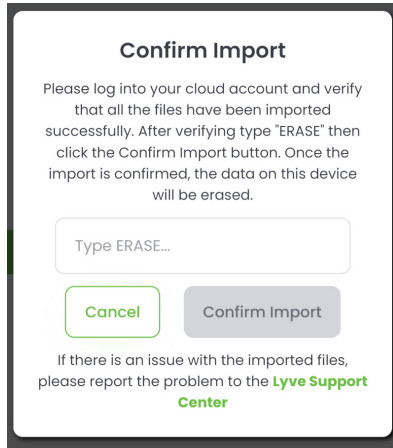 Confirm Import
Please log into your cloud account and verify
that all the files have been imported
successfully. After verifying type "ERASE" then
click the Confirm Import button. Once the
import is confirmed, the data on this device
will be erased.
Type ERASE...
Cancel
Confirm Import
If there is an issue with the imported files,
please report the problem to the Lyve Support
Center